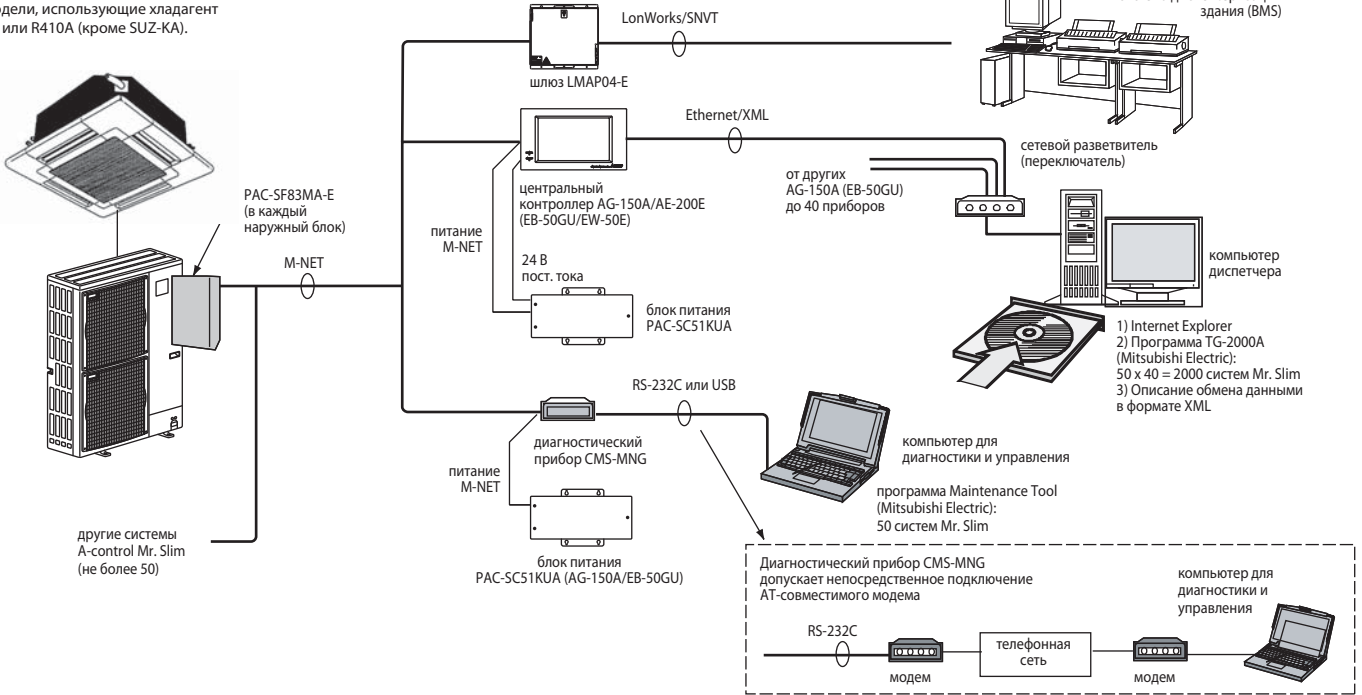 дели, использующие хладагент
или R410A (кроме SUZ-KA).
LonWorks/SNVT
здания (BMS)
шлюз LMAP04-E
Ethernet/XML
сетевой разветвитель
(переключатель)
PAC-SF83MA-E
(в каждый
наружный блок)
центральный
контроллер AG-150A/AE-200E
(EB-50GU/EW-50E)
от других
AG-150A (EB-50GU)
до 40 приборов
питание
M-NET
M-NET
24 В
пост. тока
компьютер
диспетчера
блок питания
PAC-SC51KUA
1) Internet Explorer
2) Программа TG-2000A
(Mitsubishi Electric):
50 x 40 = 2000 систем Mr. Slim
3) Описание обмена данными
в формате XML
RS-232C или USB
диагностический
прибор CMS-MNG
компьютер для
диагностики и управления
питание
M-NET
программа Maintenance Tool
(Mitsubishi Electric):
50 систем Mr. Slim
другие системы
A-control Mr. Slim
(не более 50)
блок питания
PAC-SC51KUA (AG-150A/EB-50GU)
Диагностический прибор CMS-MNG
допускает непосредственное подключение
АТ-совместимого модема
компьютер для
диагностики и
управления
RS-232C
телефонная
сеть
модем
модем